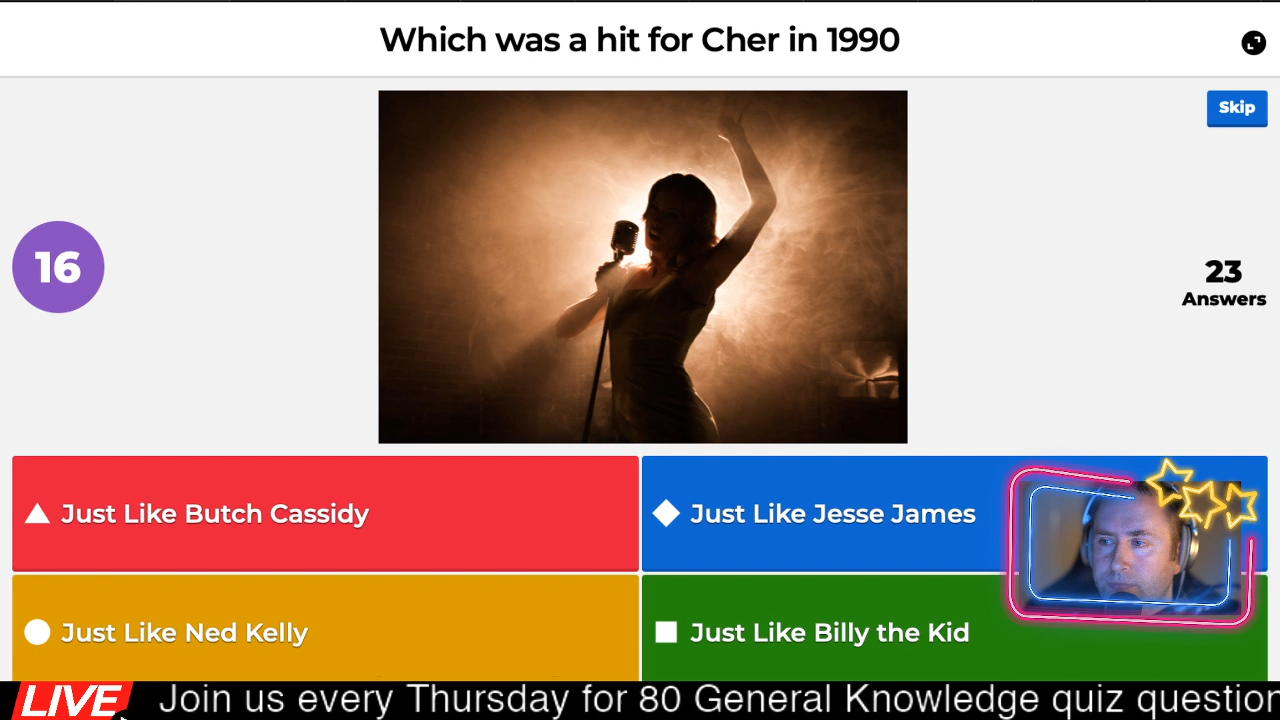 Which was a hit for Cher in 1990
Skip
16
23
Answers
Just Like Butch Cassidy
Just Like Jesse James
Just Like Ned Kelly
Just Like Billy the Kid
LIVE Join us every Thursday for 80 General Knowledge quiz question